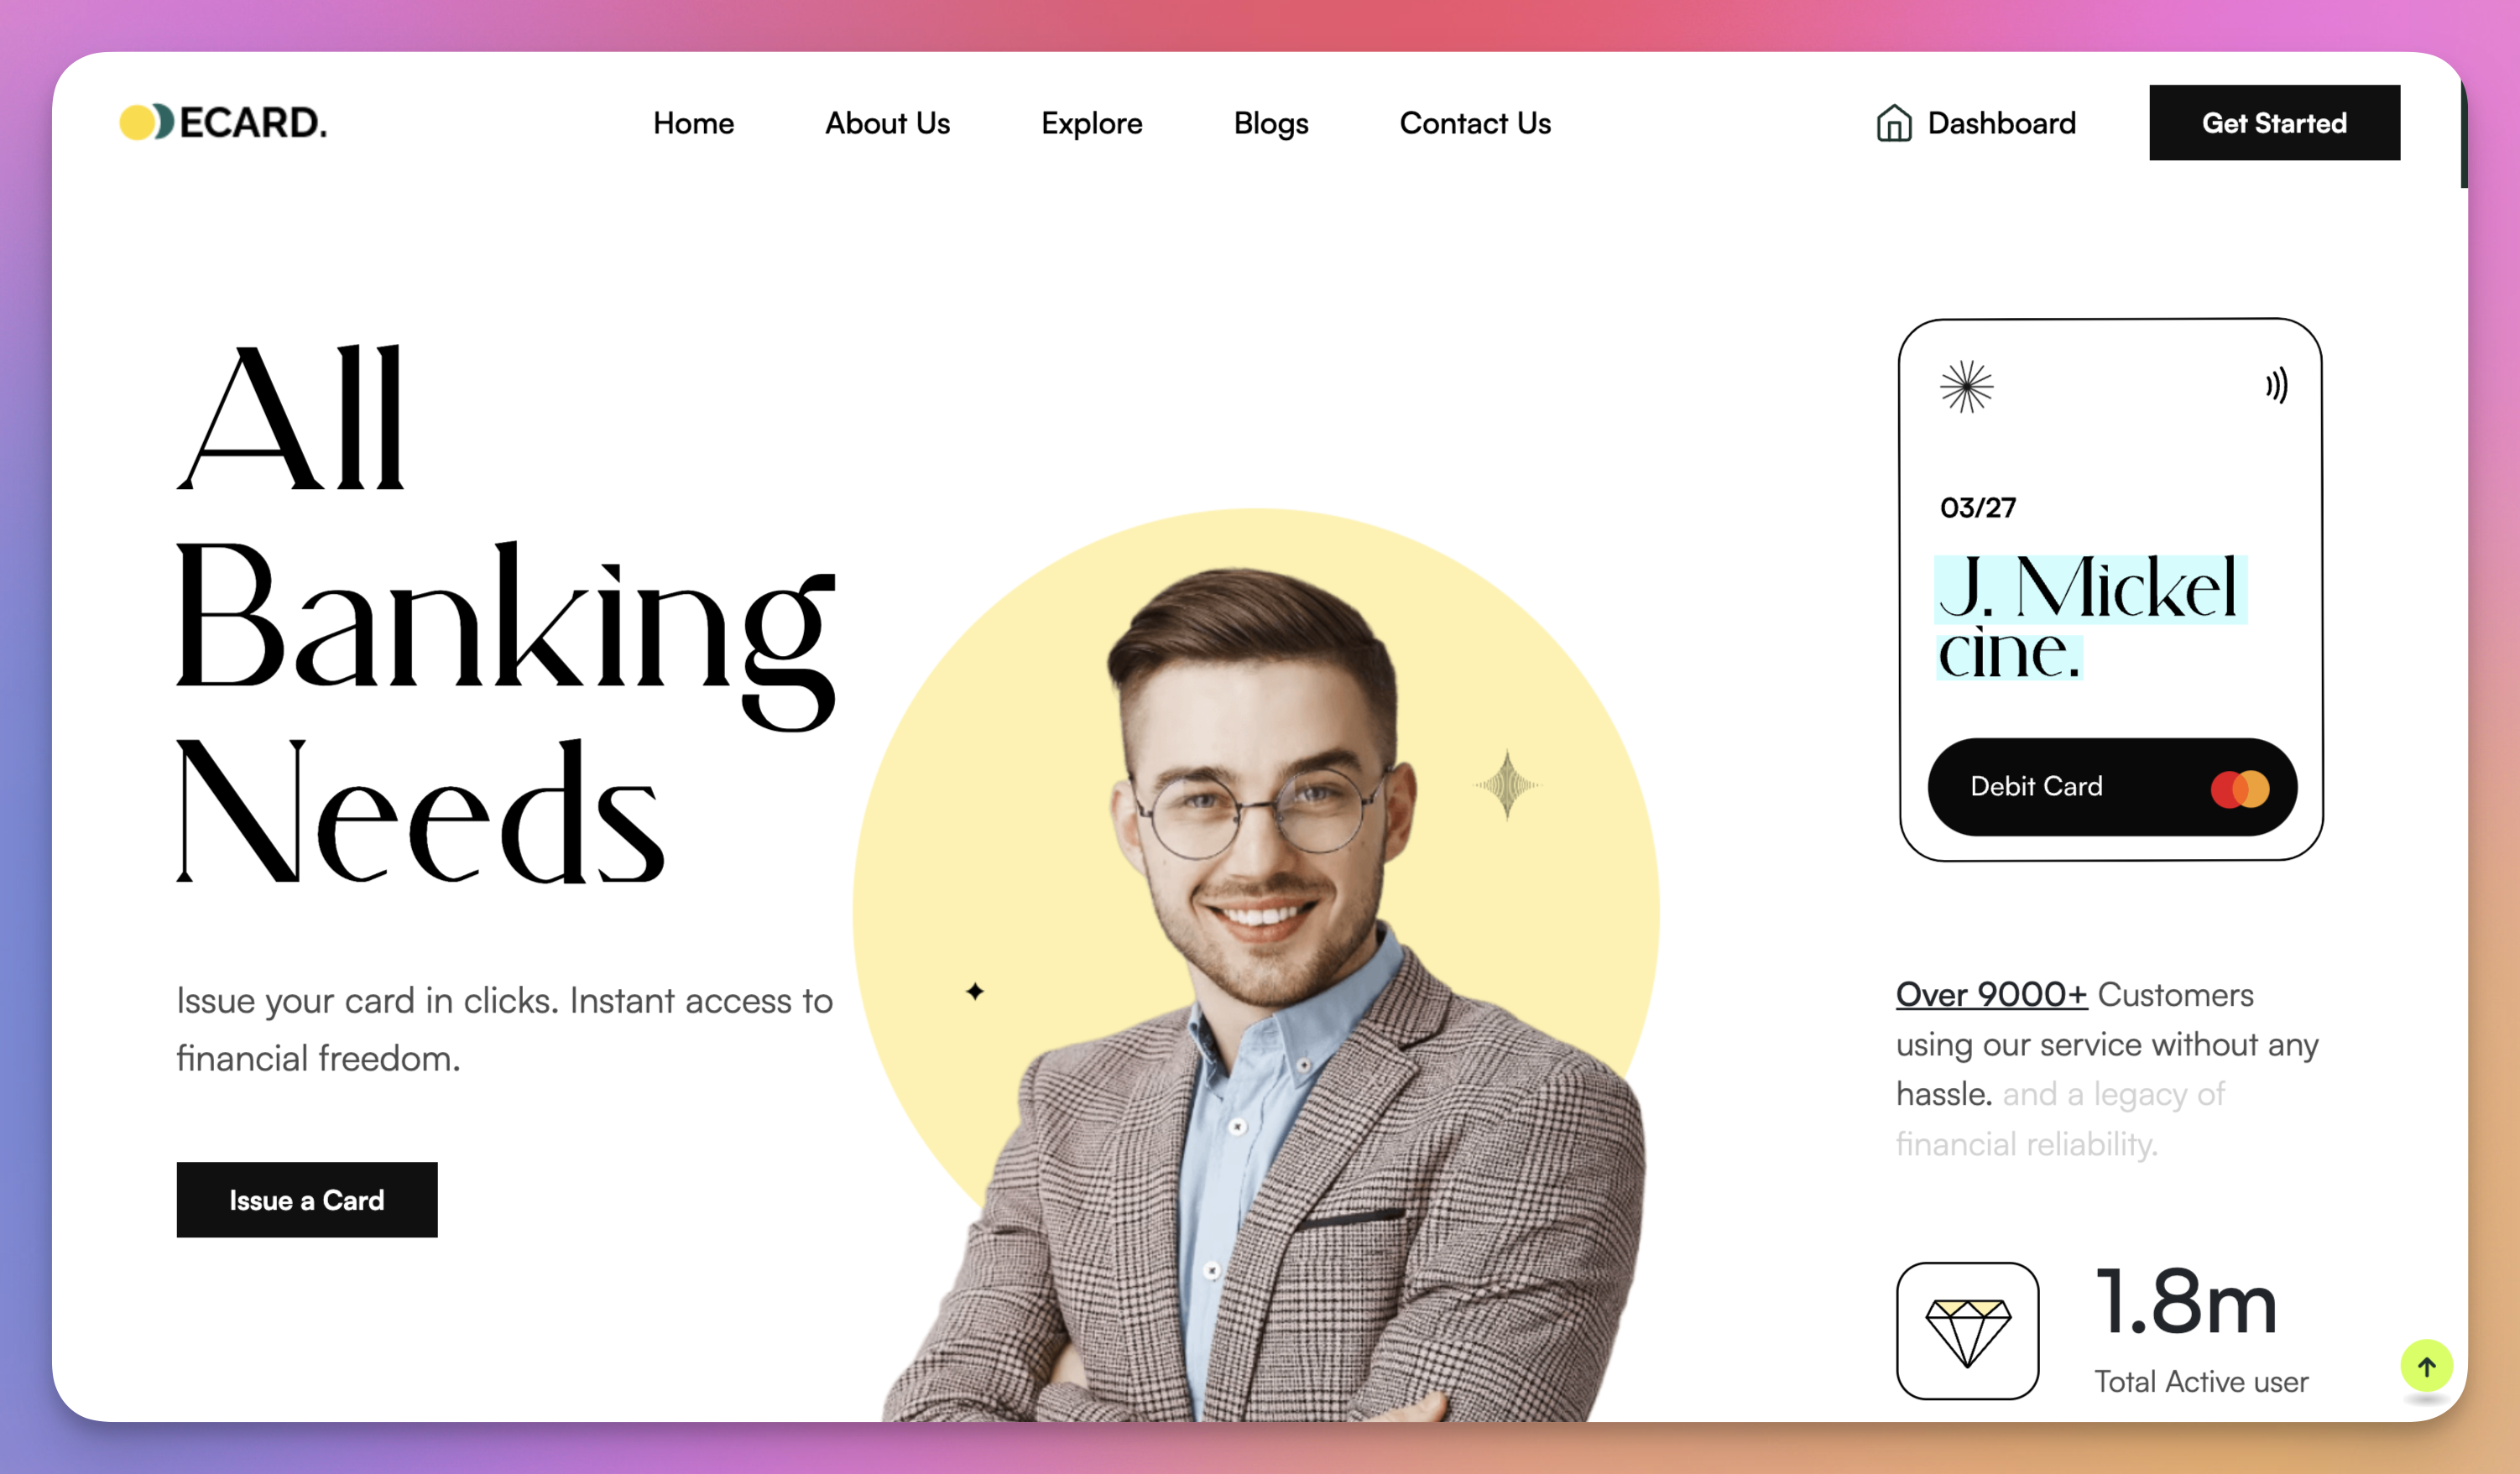 ECARD.
Home
About Us
Explore
Blogs
Contact Us
Dashboard
Get Started
All
Banking
Needs
Issue your card in clicks. Instant access to
financial freedom.
Issue a Card
03/27
J. Mickel
cine.
Debit Card
Over 9000+ Customers
using our service without any
hassle. and a legacy of
financial reliability.
1.8m
Total Active user